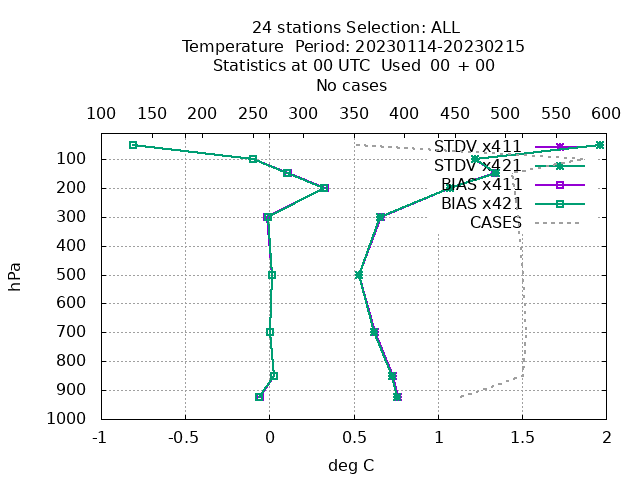 24 stations Selection: ALL
Temperature  Period: 20230114-20230215
Statistics at 00 UTC  Used  00 + 00
No cases
100 150 200 250 300 350 400 450 500 550 600
STDV x411
STDV x421
BIAS x411
BIAS x421
CASES
100
200
300
400
500
600
700
800
900
1000
hPa
-1 -0.5 0 0.5 1 1.5 2
deg C